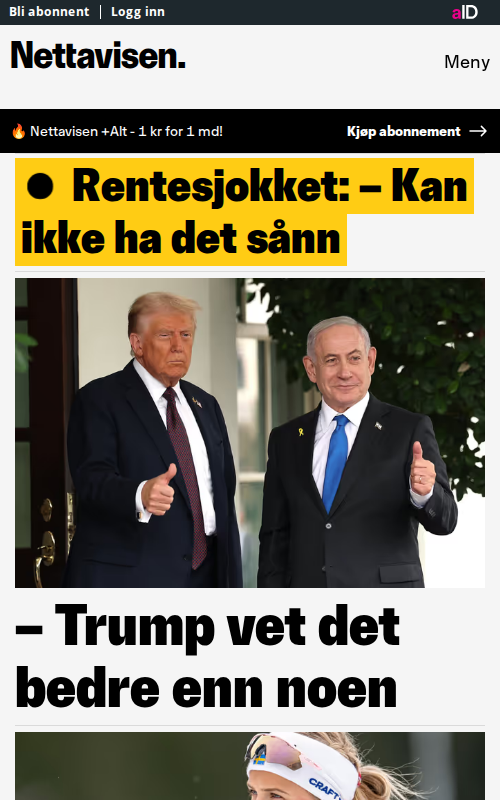 Bli abonnent
Logg inn
aID
Nettavisen.
Meny
🔥 Nettavisen +Alt - 1 kr for 1 md!
Kjøp abonnement →
● Rentesjokket: – Kan
ikke ha det sånn
– Trump vet det
bedre enn noen
CRAFT